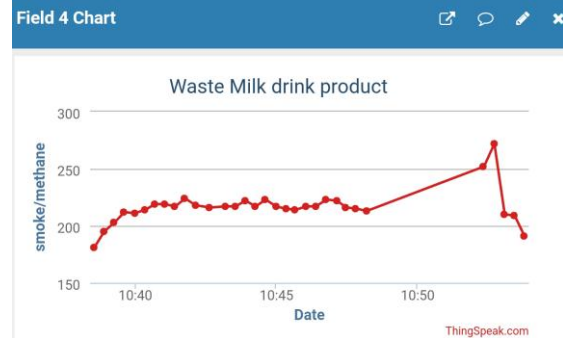 Field 4 Chart
Waste Milk drink product
300
250
200
150
smoke/methane
10:40 10:45 10:50
Date
ThingSpeak.com